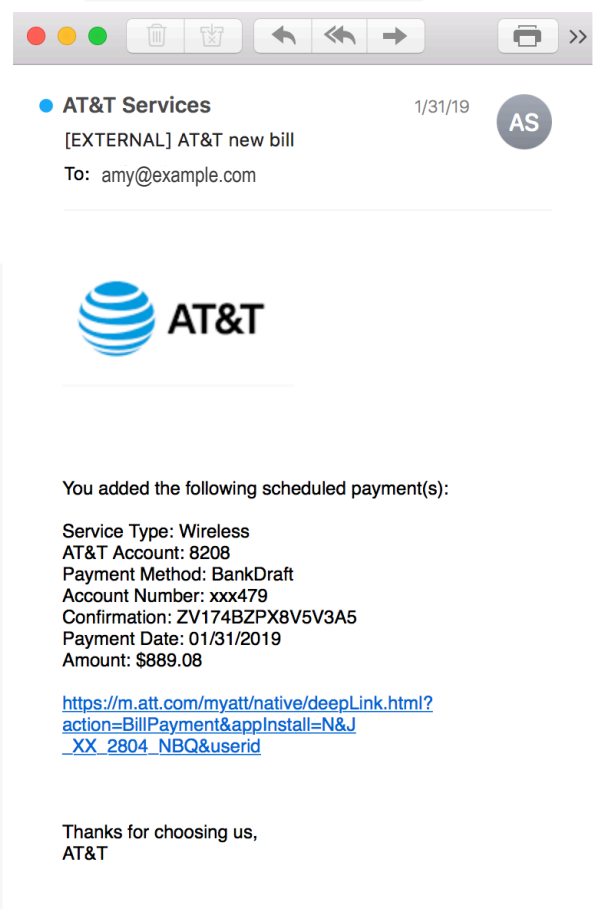 AT&T Services
1/31/19
AS
[EXTERNAL] AT&T new bill
To: amy@example.com
AT&T
You added the following scheduled payment(s):
Service Type: Wireless
AT&T Account: 8208
Payment Method: BankDraft
Account Number: xxx479
Confirmation: ZV174BZPX8V5V3A5
Payment Date: 01/31/2019
Amount: $889.08
https://m.att.com/myatt/native/deepLink.html?
action=BillPayment&appInstall=N&J
_XX_2804_NBQ&userid
Thanks for choosing us,
AT&T